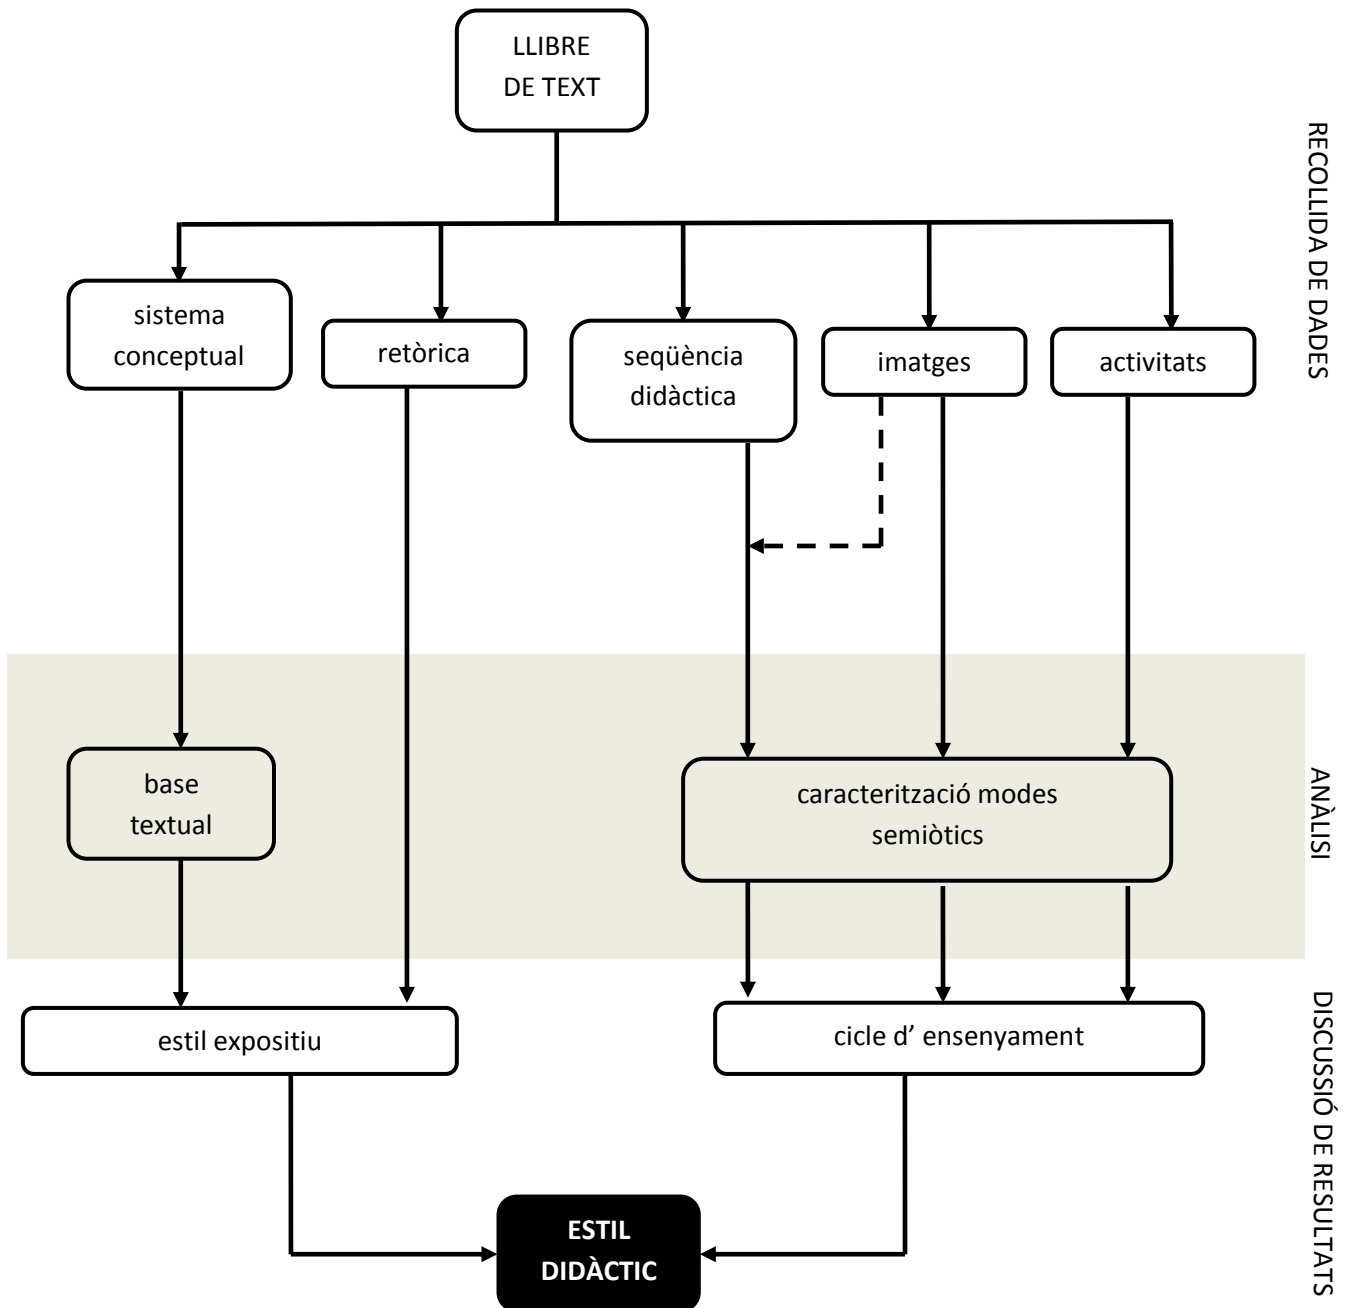 LLIBRE
DE TEXT
RECOLLIDA DE DADES
sistema
conceptual
retòrica
seqüència
didàctica
imatges
activitats
ANÀLISI
base
textual
caracterització modes
semiòtics
DISCUSSIÓ DE RESULTATS
estil expositiu
cicle d’ ensenyament
ESTIL
DIDÀCTIC